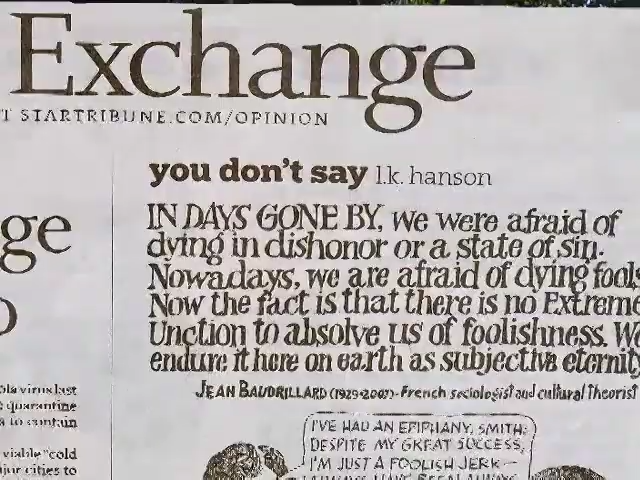 Exchange
T STARTRIBUNE.COM/OPINION
you don't say l.k. hanson
IN DAYS GONE BY, we were afraid of
dying in dishonor or a state of sin.
Nowadays, we are afraid of dying fools
Now the fact is that there is no Extreme
Unction to absolve us of foolishness. We
endure it here on earth as subjective eternity
JEAN BAUDRILLARD (1929-2007)- French sociologist and cultural Theorist
I'VE HAD AN EPIPHANY, SMITH:
DESPITE MY GREAT SUCCESS,
I'M JUST A FOOLISH JERK —
ge
ola virus last
quarantine
s to contain
viable "cold
jor cities to